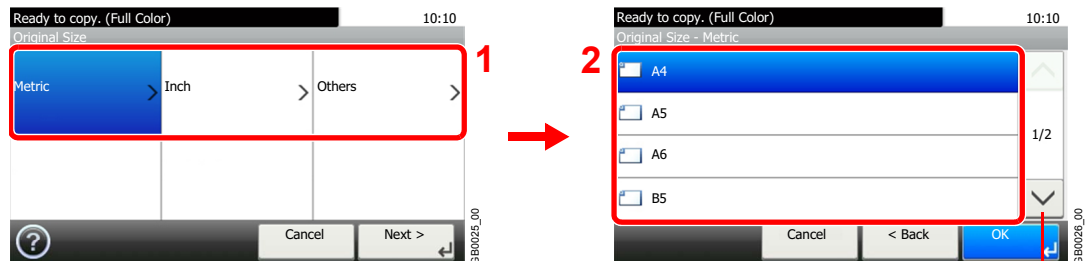 Ready to copy. (Full Color) 10:10
Original Size
Metric Inch Others
1
? Cancel Next >
GB0025_00
Ready to copy. (Full Color) 10:10
Original Size - Metric
2
A4
A5
A6
B5
1/2
Cancel < Back OK
GB0026_00